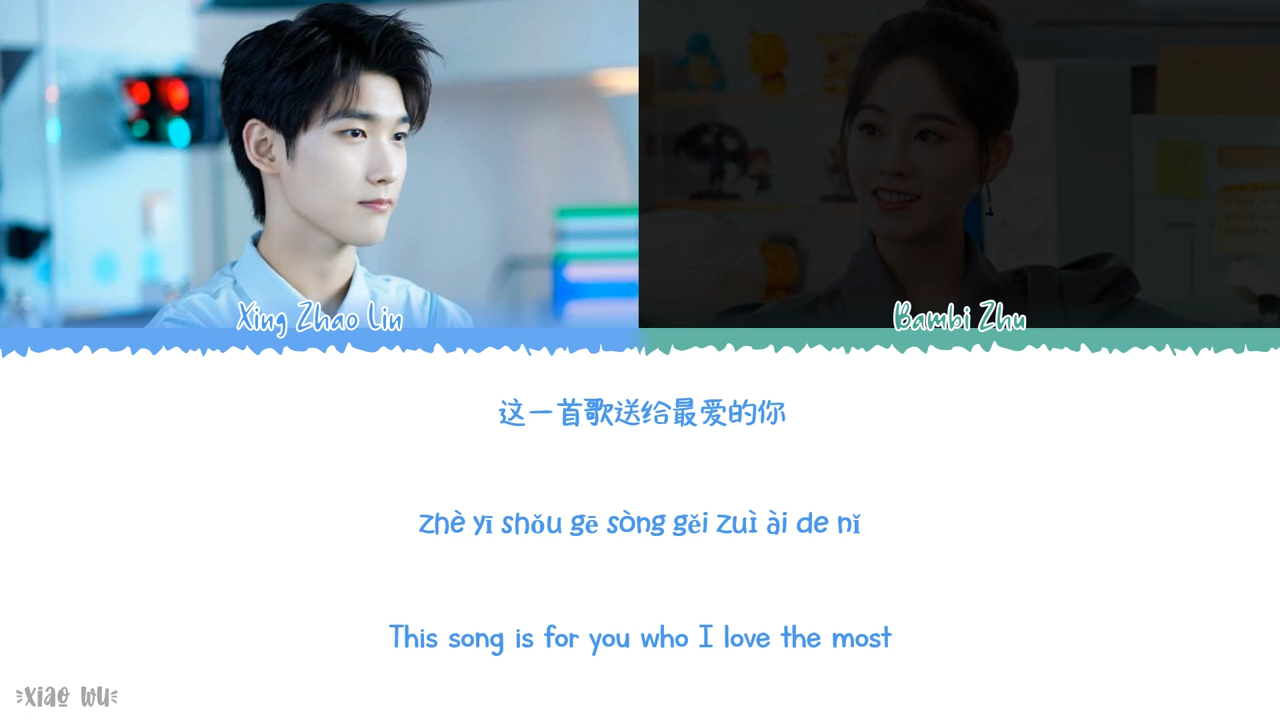 Xing Zhao Lin
Bambi Zhu
这一首歌送给最爱的你
zhè yī shǒu gē sòng gěi zuì ài de nǐ
This song is for you who I love the most
xiao wu